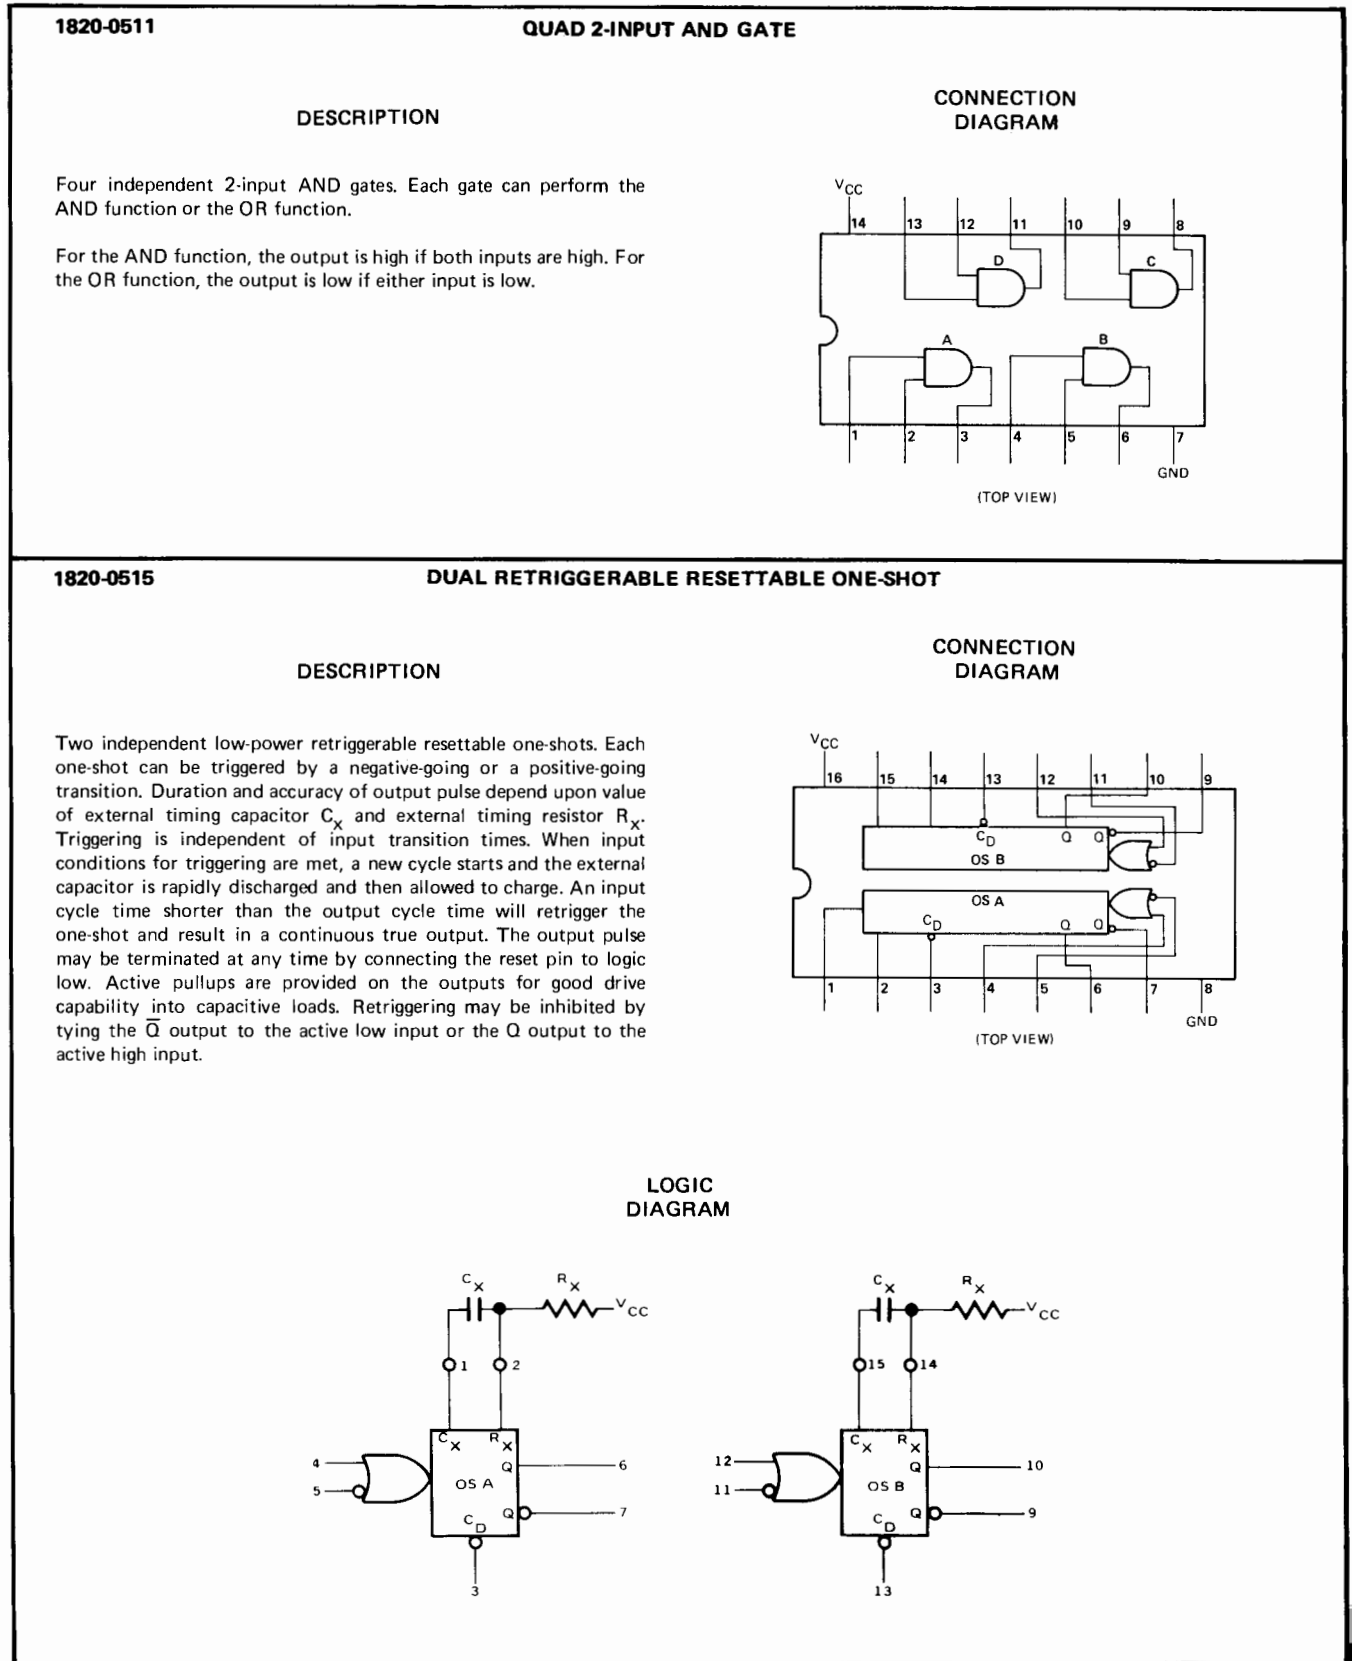 1820-0511
QUAD 2-INPUT AND GATE
DESCRIPTION
Four independent 2-input AND gates. Each gate can perform the
AND function or the OR function.
For the AND function, the output is high if both inputs are high. For
the OR function, the output is low if either input is low.
CONNECTION
DIAGRAM
VCC
14 13 12 11 10 9 8
D C
A B
1 2 3 4 5 6 7
GND
(TOP VIEW)
1820-0515
DUAL RETRIGGERABLE RESETTABLE ONE-SHOT
DESCRIPTION
Two independent low-power retriggerable resettable one-shots. Each
one-shot can be triggered by a negative-going or a positive-going
transition. Duration and accuracy of output pulse depend upon value
of external timing capacitor CX and external timing resistor RX.
Triggering is independent of input transition times. When input
conditions for triggering are met, a new cycle starts and the external
capacitor is rapidly discharged and then allowed to charge. An input
cycle time shorter than the output cycle time will retrigger the
one-shot and result in a continuous true output. The output pulse
may be terminated at any time by connecting the reset pin to logic
low. Active pullups are provided on the outputs for good drive
capability into capacitive loads. Retriggering may be inhibited by
tying the Q̅ output to the active low input or the Q output to the
active high input.
CONNECTION
DIAGRAM
VCC
16 15 14 13 12 11 10 9
CD Q Q
OS B
OS A
CD Q Q
1 2 3 4 5 6 7 8
GND
(TOP VIEW)
LOGIC
DIAGRAM
CX RX VCC
1 2
CX RX
4 Q 6
OS A
5
CD Q 7
3
CX RX VCC
15 14
CX RX
12 Q 10
OS B
11
CD Q 9
13